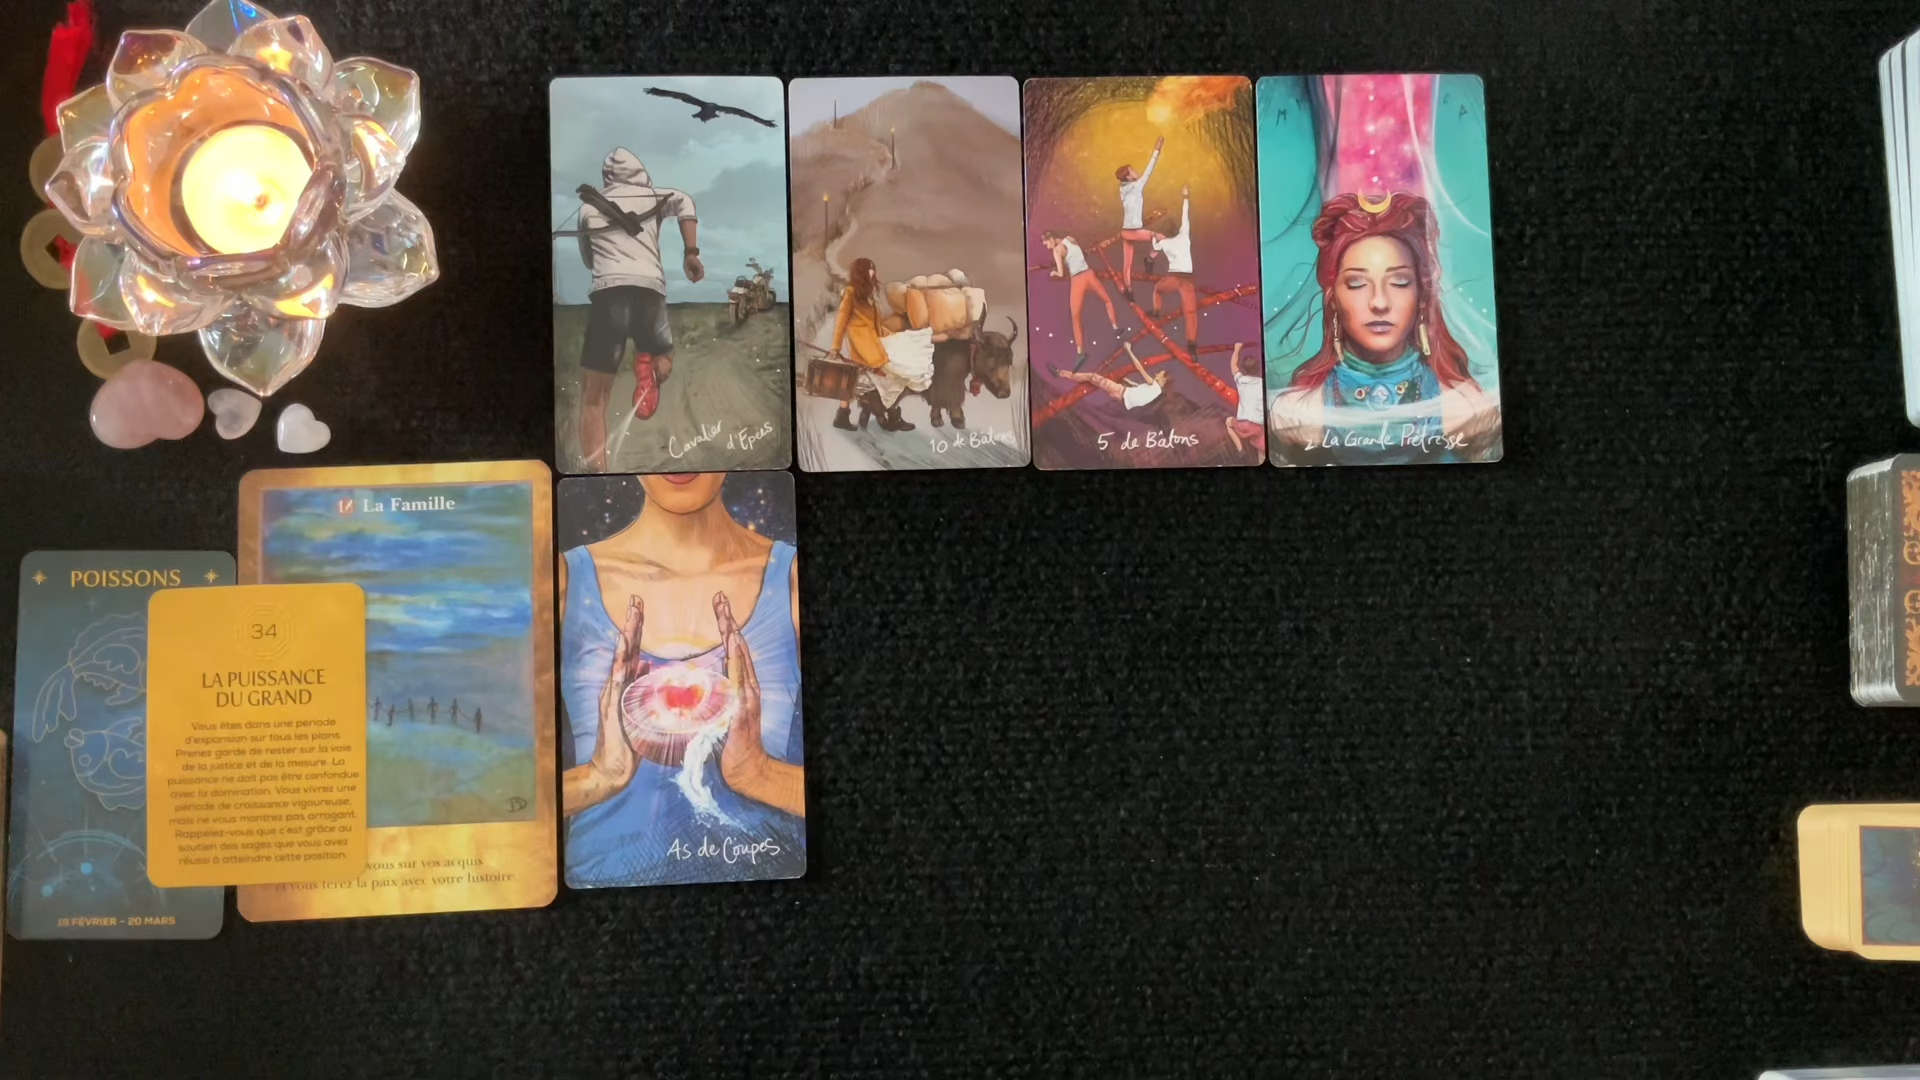 Cavalier
d'Épées
10 de Bâtons
5 de Bâtons
2 La Grande Prêtresse
18 La Famille
vous sur vos acquis
vous ferez la paix avec votre histoire.
POISSONS
19 FÉVRIER - 20 MARS
34
LA PUISSANCE
DU GRAND
Vous êtes dans une période
d'expansion sur tous les plans.
Prenez garde de rester sur la voie
de la justice et de la mesure. La
puissance ne doit pas être confondue
avec la domination. Vous vivrez une
période de croissance vigoureuse,
mais ne vous montrez pas arrogant.
Rappelez-vous que c'est grâce au
soutien des sages que vous avez
réussi à atteindre cette position.
As de Coupes